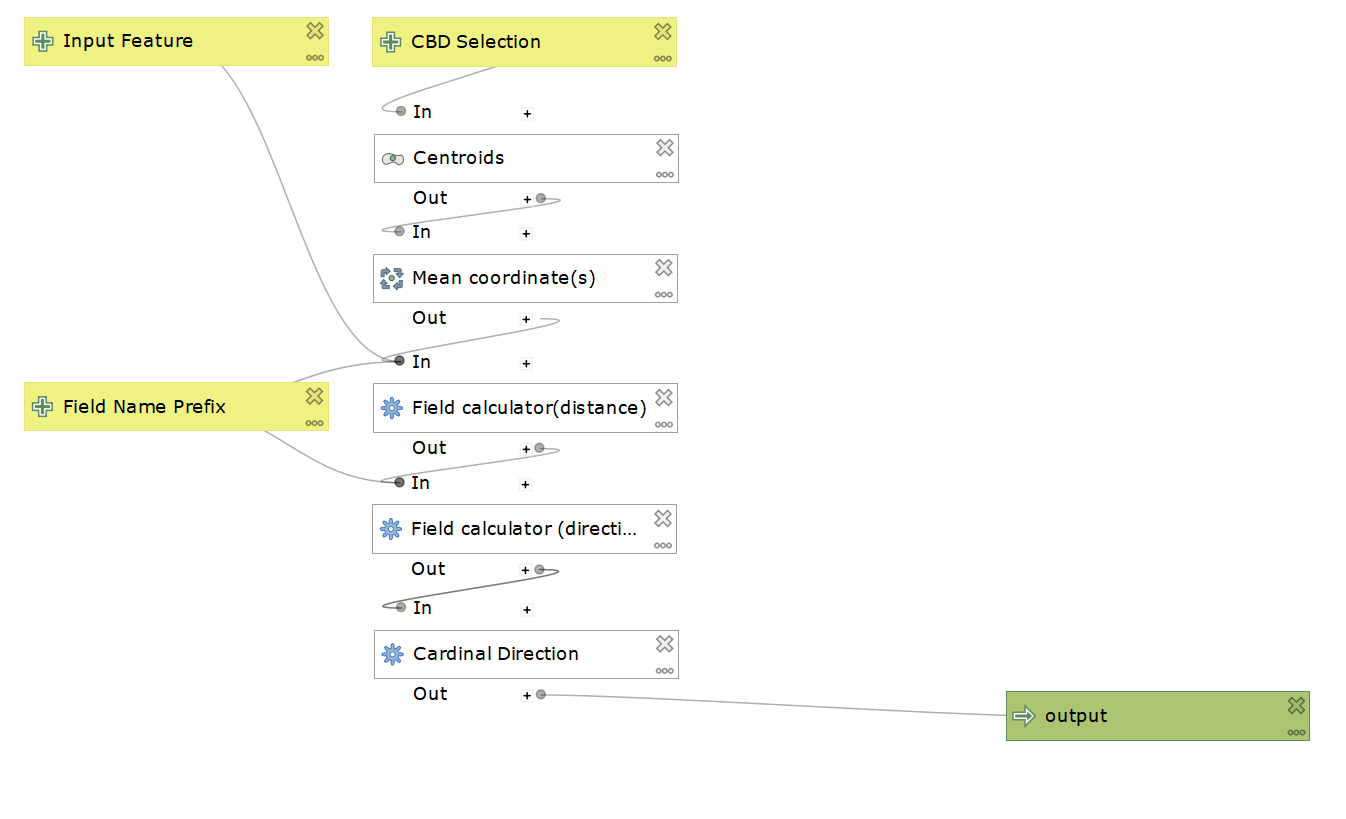 Input Feature
CBD Selection
In
Centroids
Out
In
Mean coordinate(s)
Out
In
Field Name Prefix
Field calculator(distance)
Out
In
Field calculator (directi...
Out
In
Cardinal Direction
Out
output